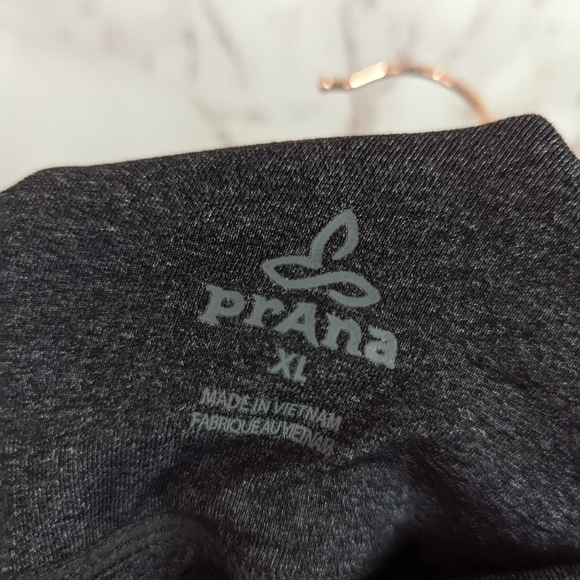 prAna
XL
MADE IN VIETNAM
FABRIQUE AU VIETNAM